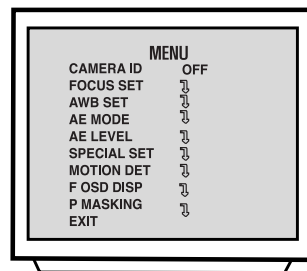 MENU
CAMERA ID OFF
FOCUS SET
AWB SET
AE MODE
AE LEVEL
SPECIAL SET
MOTION DET
F OSD DISP
P MASKING
EXIT